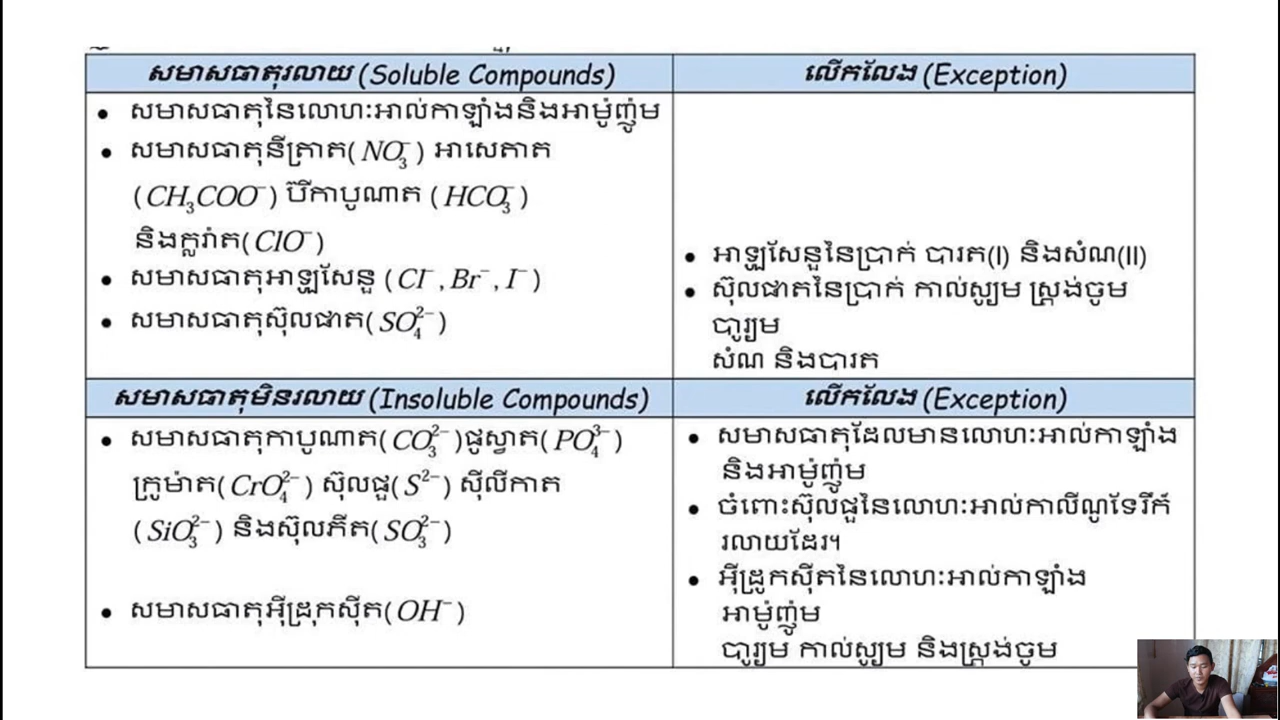 សមាសធាតុរលាយ (Soluble Compounds)
លើកលែង (Exception)
• សមាសធាតុនៃលោហៈអាល់កាឡាំងនិងអាម៉ូញ៉ូម
• សមាសធាតុនីត្រាត(NO₃⁻) អាសេតាត
(CH₃COO⁻) ប៊ីកាបូណាត (HCO₃⁻)
និងក្លរ៉ាត(ClO⁻)
• សមាសធាតុអាឡូសែនួ (Cl⁻,Br⁻,I⁻)
• សមាសធាតុស៊ុលផាត(SO₄²⁻)
• អាឡូសែនួនៃប្រាក់ បារត(I) និងសំណ(II)
• ស៊ុលផាតនៃប្រាក់ កាល់ស្យូម ស្ត្រង់ចូម
បារ្យូម
សំណ និងបារត
សមាសធាតុមិនរលាយ (Insoluble Compounds)
លើកលែង (Exception)
• សមាសធាតុកាបូណាត(CO₃²⁻)ផូស្វាត(PO₄³⁻)
ក្រូម៉ាត(CrO₄²⁻) ស៊ុលផួ(S²⁻) ស៊ីលីកាត
(SiO₃²⁻) និងស៊ុលភីត(SO₃²⁻)
• សមាសធាតុអ៊ីដ្រុកស៊ីត(OH⁻)
• សមាសធាតុដែលមានលោហៈអាល់កាឡាំង
និងអាម៉ូញ៉ូម
• ចំពោះស៊ុលផួនៃលោហៈអាល់កាលីណូទែរ៉ឺក៍
រលាយដែរ។
• អ៊ីដ្រូកស៊ីតនៃលោហៈអាល់កាឡាំង
អាម៉ូញ៉ូម
បារ្យូម កាល់ស្យូម និងស្ត្រង់ចូម